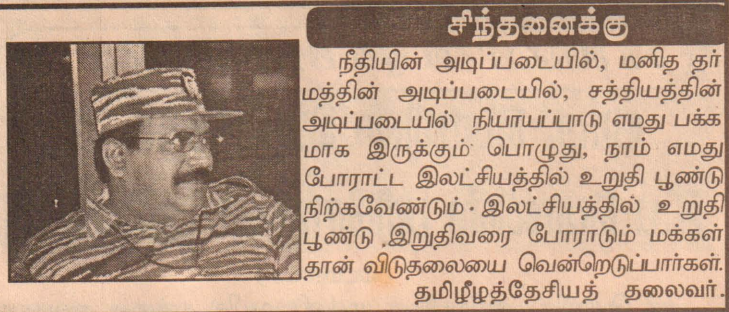 சிந்தனைக்கு
நீதியின் அடிப்படையில், மனித தர்
மத்தின் அடிப்படையில், சத்தியத்தின்
அடிப்படையில் நியாயப்பாடு எமது பக்க
மாக இருக்கும் பொழுது, நாம் எமது
போராட்ட இலட்சியத்தில் உறுதி பூண்டு
நிற்கவேண்டும். இலட்சியத்தில் உறுதி
பூண்டு இறுதிவரை போராடும் மக்கள்
தான் விடுதலையை வென்றெடுப்பார்கள்.
தமிழீழத்தேசியத் தலைவர்.